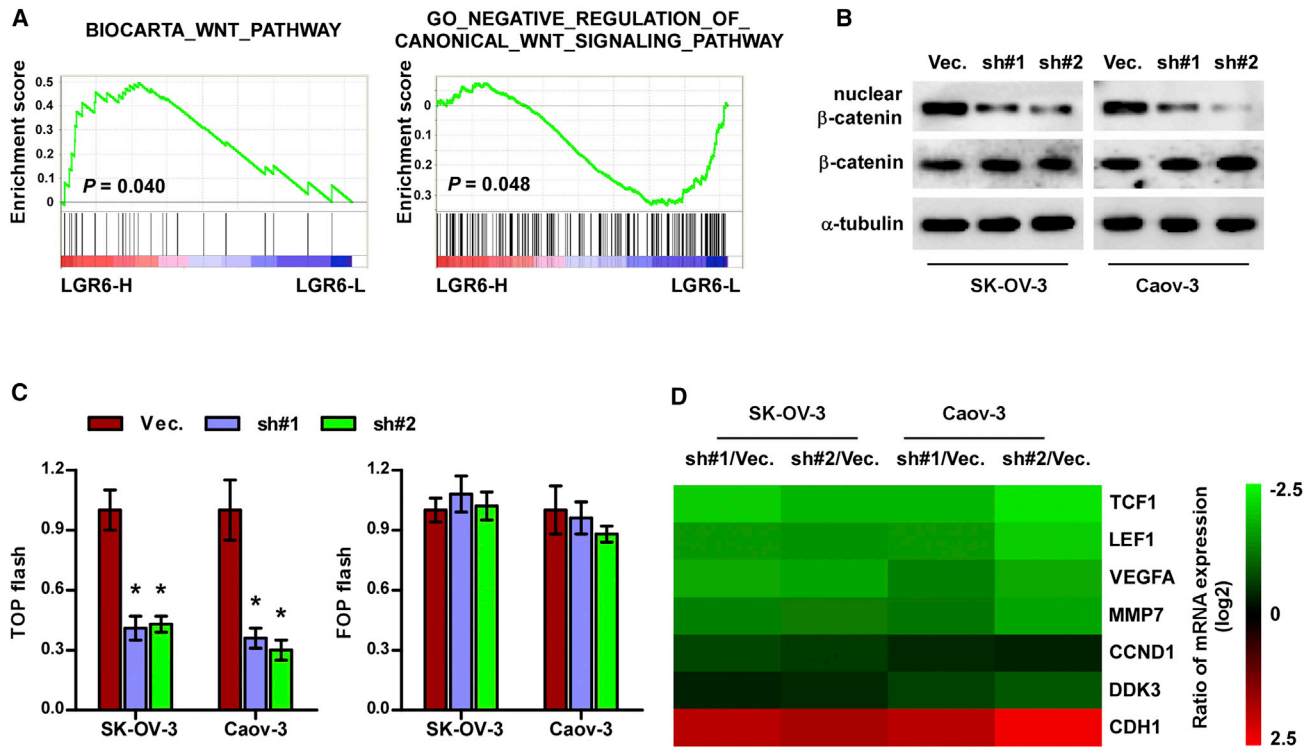 A
BIOCARTA_WNT_PATHWAY
Enrichment score
0.5
0.4
0.3
0.2
0.1
0
P = 0.040
LGR6-H
LGR6-L
GO_NEGATIVE_REGULATION_OF_
CANONICAL_WNT_SIGNALING_PATHWAY
Enrichment score
0
0.1
0.2
0.3
P = 0.048
LGR6-H
LGR6-L
B
Vec. sh#1 sh#2
Vec. sh#1 sh#2
nuclear
β-catenin
β-catenin
α-tubulin
SK-OV-3
Caov-3
C
Vec.
sh#1
sh#2
TOP flash
1.2
0.9
0.6
0.3
0.0
* *
* *
SK-OV-3
Caov-3
FOP flash
1.2
0.9
0.6
0.3
0.0
SK-OV-3
Caov-3
D
SK-OV-3
Caov-3
sh#1/Vec. sh#2/Vec. sh#1/Vec. sh#2/Vec.
TCF1
LEF1
VEGFA
MMP7
CCND1
DDK3
CDH1
Ratio of mRNA expression
(log2)
-2.5
0
2.5